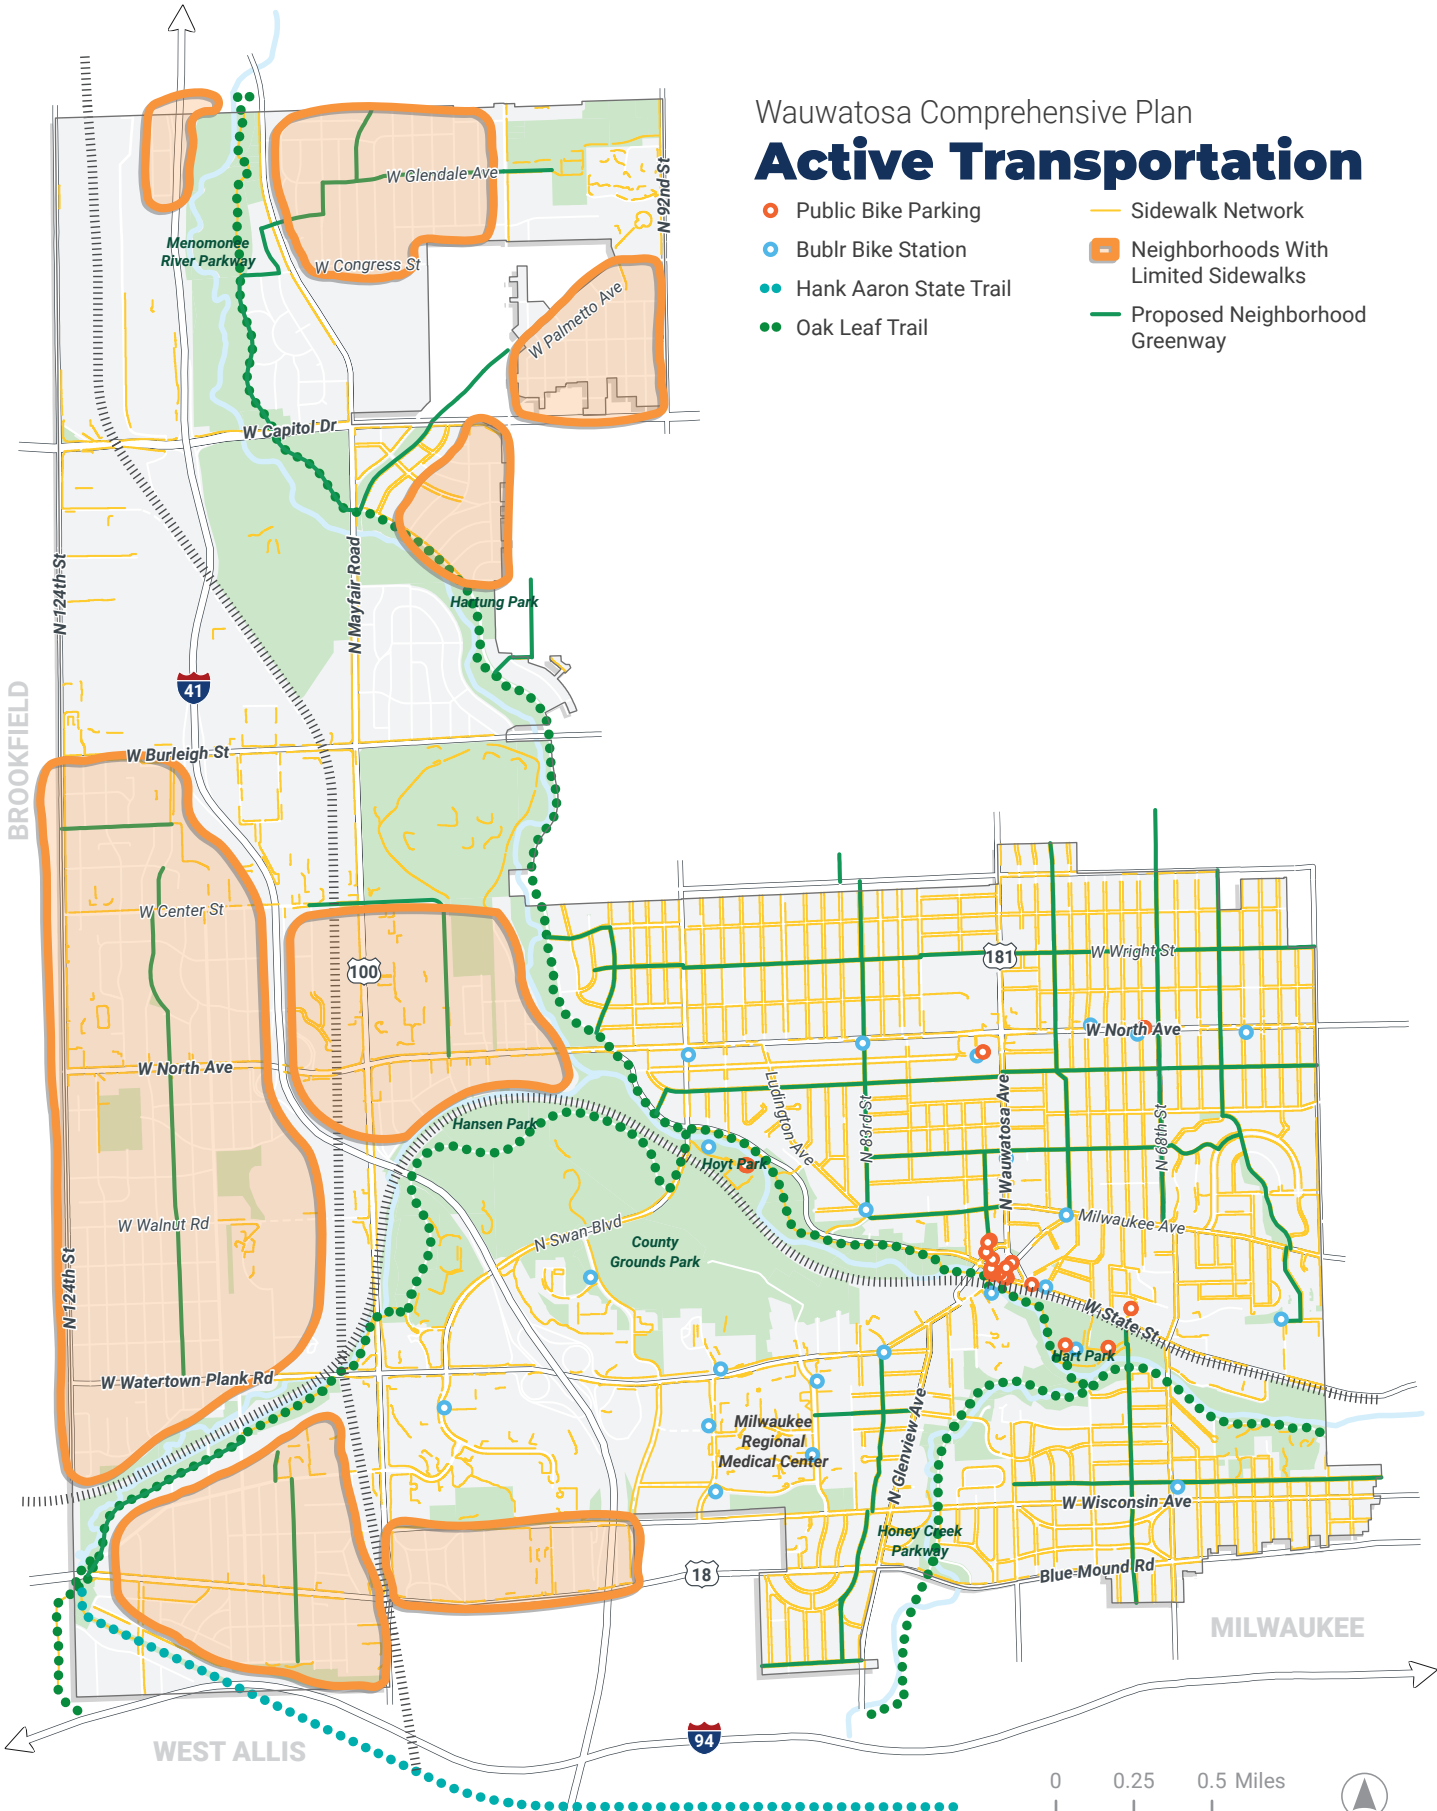 Wauwatosa Comprehensive Plan
Active Transportation
Public Bike Parking
Bublr Bike Station
Hank Aaron State Trail
Oak Leaf Trail
Sidewalk Network
Neighborhoods With
Limited Sidewalks
Proposed Neighborhood
Greenway
W Glendale Ave
N 92nd St
Menomonee
River Parkway
W Congress St
W Palmetto Ave
W Capitol Dr
N 124th St
N Mayfair Road
Hartung Park
41
BROOKFIELD
W Burleigh St
W Center St
100
181
W Wright St
W North Ave
W North Ave
Ludington Ave
N 83rd St
N Wauwatosa Ave
N 68th St
Hansen Park
Hoyt Park
W Walnut Rd
N Swan Blvd
County
Grounds Park
Milwaukee Ave
N 124th St
W State St
Hart Park
W Watertown Plank Rd
Milwaukee
Regional
Medical Center
N Glenview Ave
W Wisconsin Ave
Honey Creek
Parkway
18
Blue Mound Rd
MILWAUKEE
WEST ALLIS
94
0 0.25 0.5 Miles